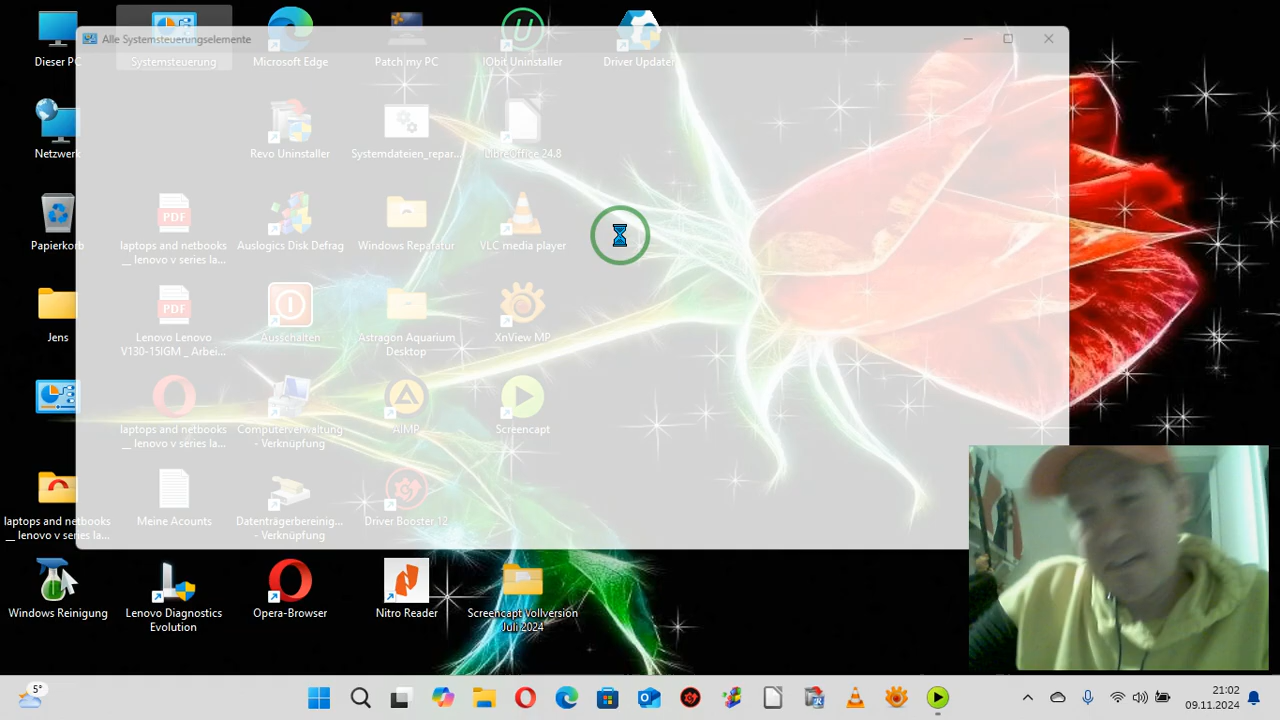 Alle Systemsteuerungselemente
Dieser PC
Systemsteuerung
Microsoft Edge
Patch my PC
IObit Uninstaller
Driver Updater
Netzwerk
Revo Uninstaller
Systemdateien_repar...
LibreOffice 24.8
Papierkorb
PDF
laptops and netbooks
__ lenovo v series la...
Auslogics Disk Defrag
Windows Reparatur
VLC media player
Jens
PDF
Lenovo Lenovo
V130-15IGM _ Arbei...
Ausschalten
Astragon Aquarium
Desktop
XnView MP
laptops and netbooks
__ lenovo v series la...
Computerverwaltung
- Verknüpfung
AIMP
Screencapt
laptops and netbooks
__ lenovo v series la...
Meine Acounts
Datenträgerbereinig...
- Verknüpfung
Driver Booster 12
Windows Reinigung
Lenovo Diagnostics
Evolution
Opera-Browser
Nitro Reader
Screencapt Vollversion
Juli 2024
5°
21:02
09.11.2024